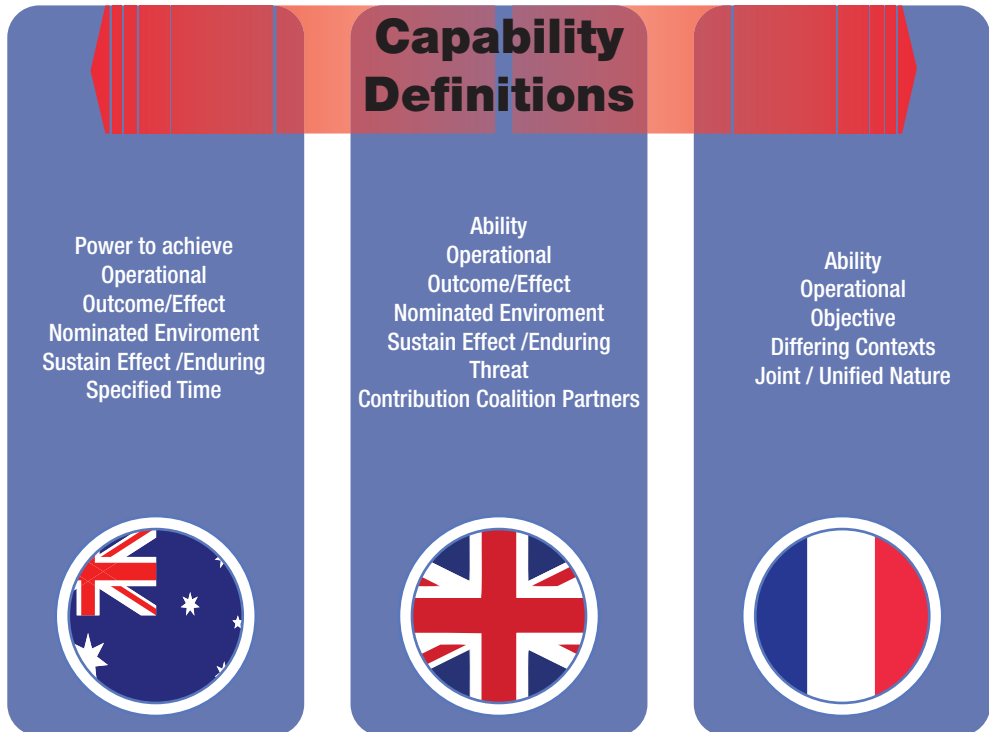 Capability
Definitions
Power to achieve
Operational
Outcome/Effect
Nominated Enviroment
Sustain Effect /Enduring
Specified Time
Ability
Operational
Outcome/Effect
Nominated Enviroment
Sustain Effect /Enduring
Threat
Contribution Coalition Partners
Ability
Operational
Objective
Differing Contexts
Joint / Unified Nature